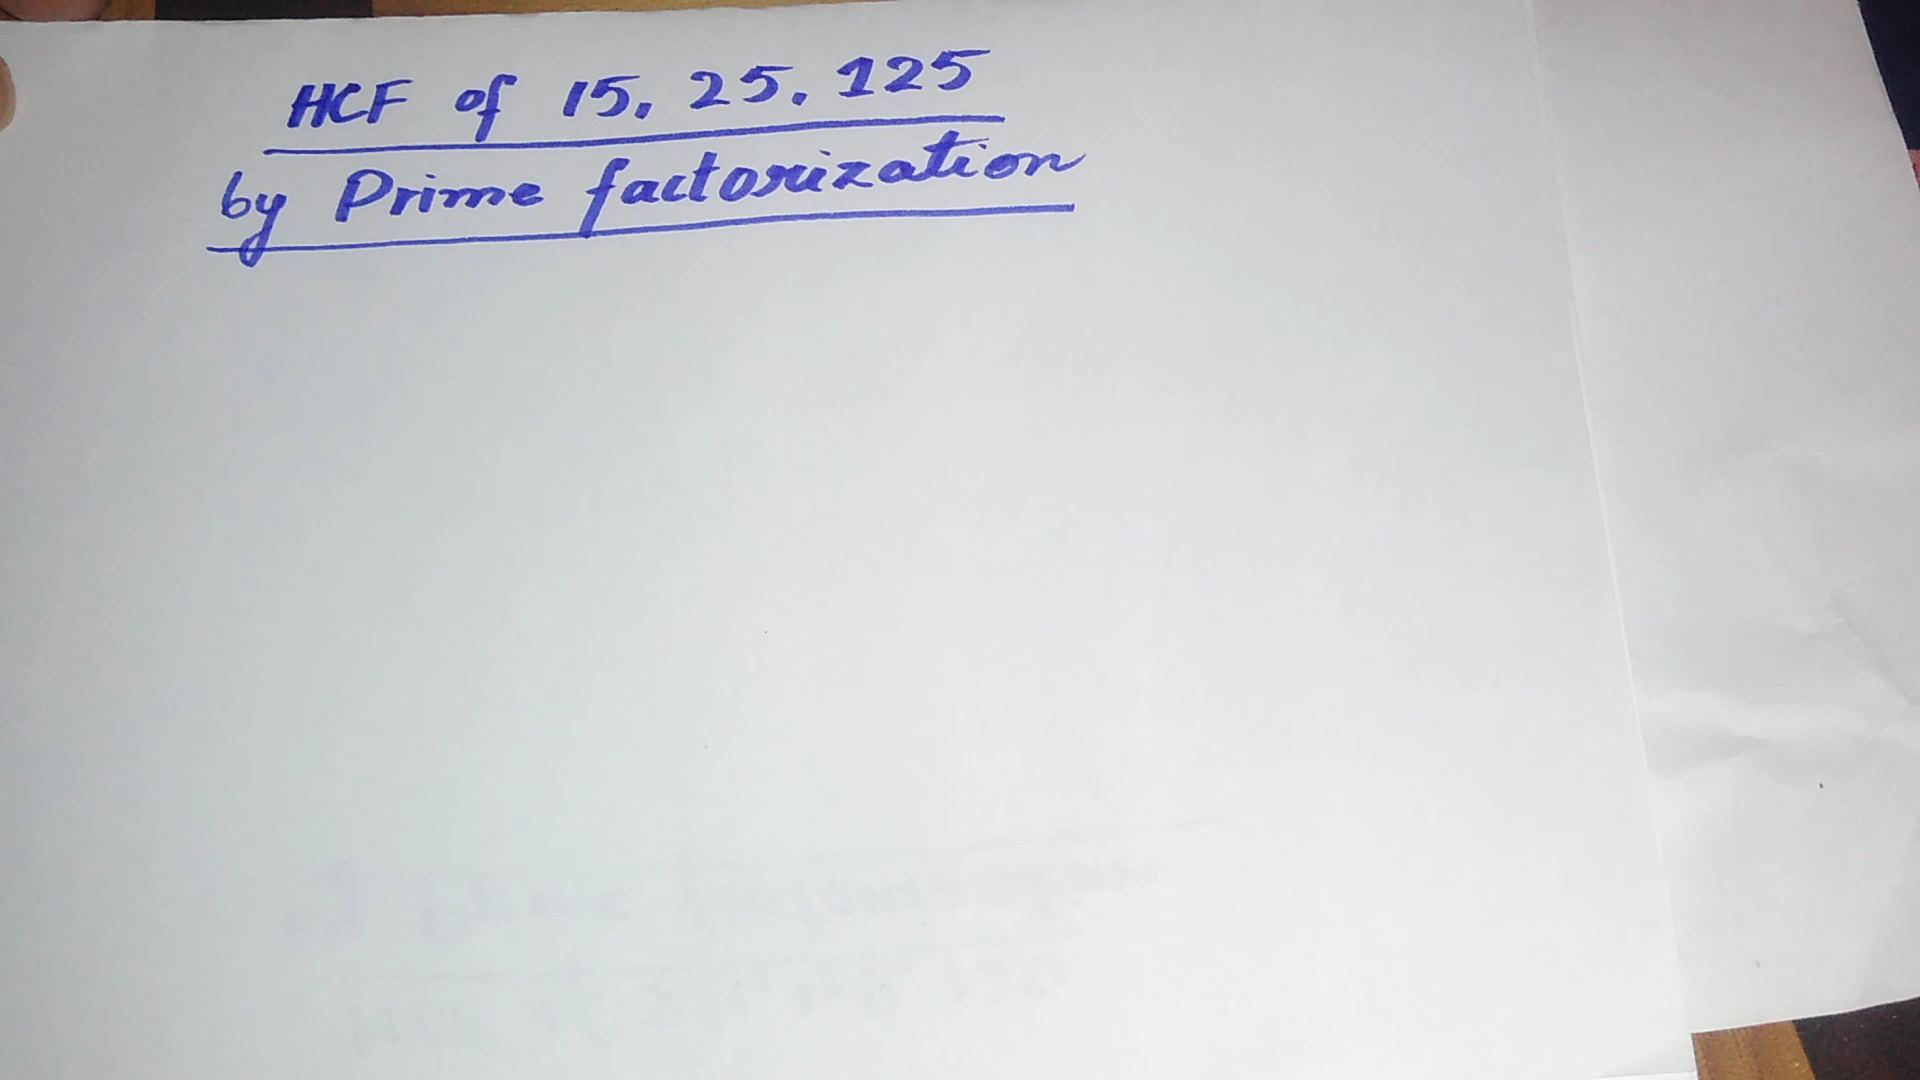 HCF of 15, 25, 125
by Prime factorization